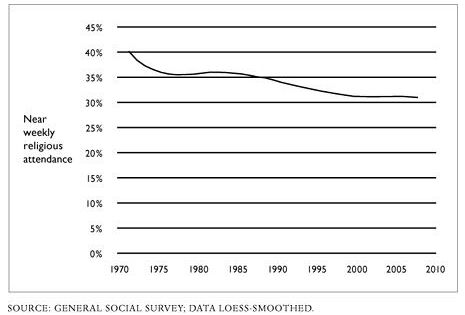 45%
40%
35%
30%
25%
20%
15%
10%
5%
0%
Near
weekly
religious
attendance
1970 1975 1980 1985 1990 1995 2000 2005 2010
SOURCE: GENERAL SOCIAL SURVEY; DATA LOESS-SMOOTHED.